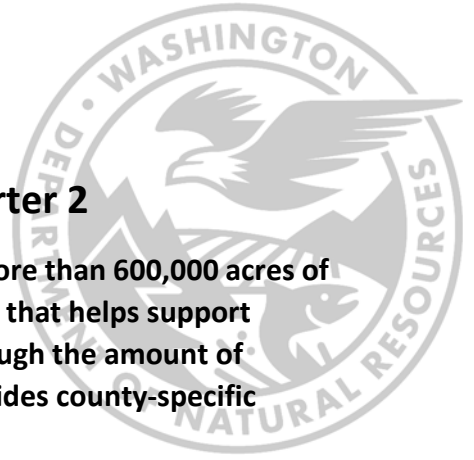 WASHINGTON
DEPARTMENT OF NATURAL RESOURCES
rter 2
ore than 600,000 acres of
that helps support
ugh the amount of
ides county-specific